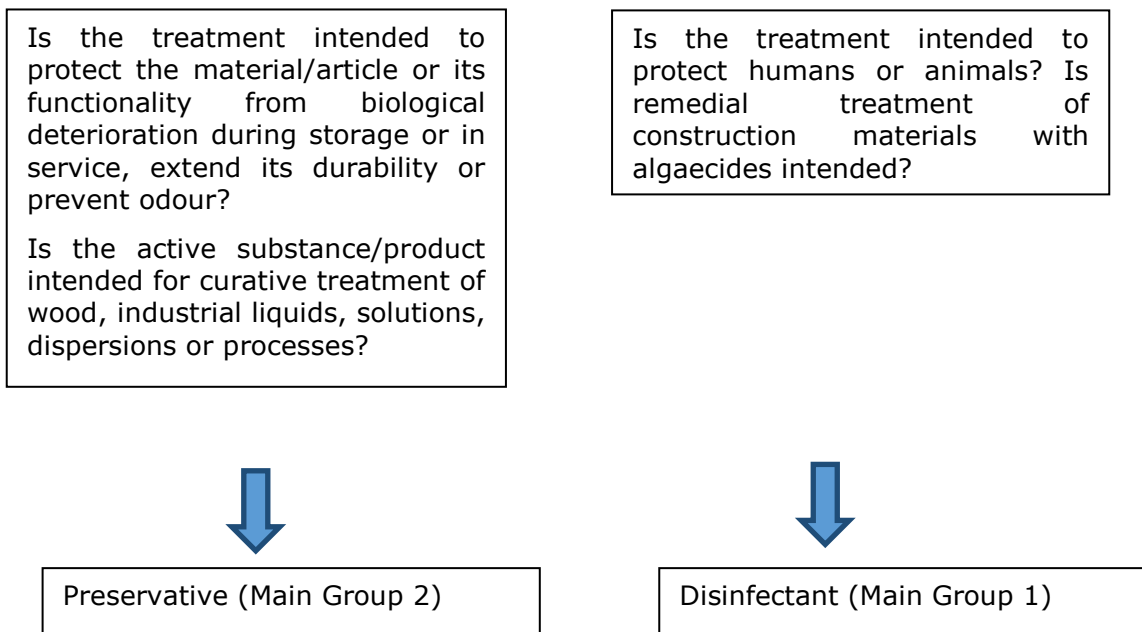 Is the treatment intended to
protect the material/article or its
functionality from biological
deterioration during storage or in
service, extend its durability or
prevent odour?
Is the active substance/product
intended for curative treatment of
wood, industrial liquids, solutions,
dispersions or processes?
Is the treatment intended to
protect humans or animals? Is
remedial treatment of
construction materials with
algaecides intended?
Preservative (Main Group 2)
Disinfectant (Main Group 1)